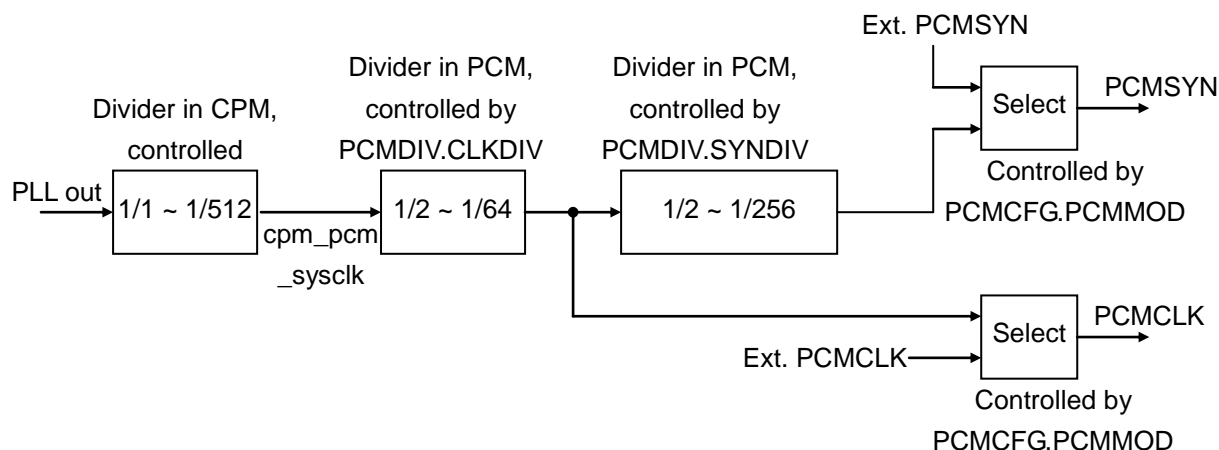 Ext. PCMSYN
Divider in PCM,
controlled by
PCMDIV.CLKDIV
Divider in PCM,
controlled by
PCMDIV.SYNDIV
Divider in CPM,
controlled
PLL out
1/1 ~ 1/512
cpm_pcm
_sysclk
1/2 ~ 1/64
1/2 ~ 1/256
Select
PCMSYN
Controlled by
PCMCFG.PCMMOD
Ext. PCMCLK
Select
PCMCLK
Controlled by
PCMCFG.PCMMOD